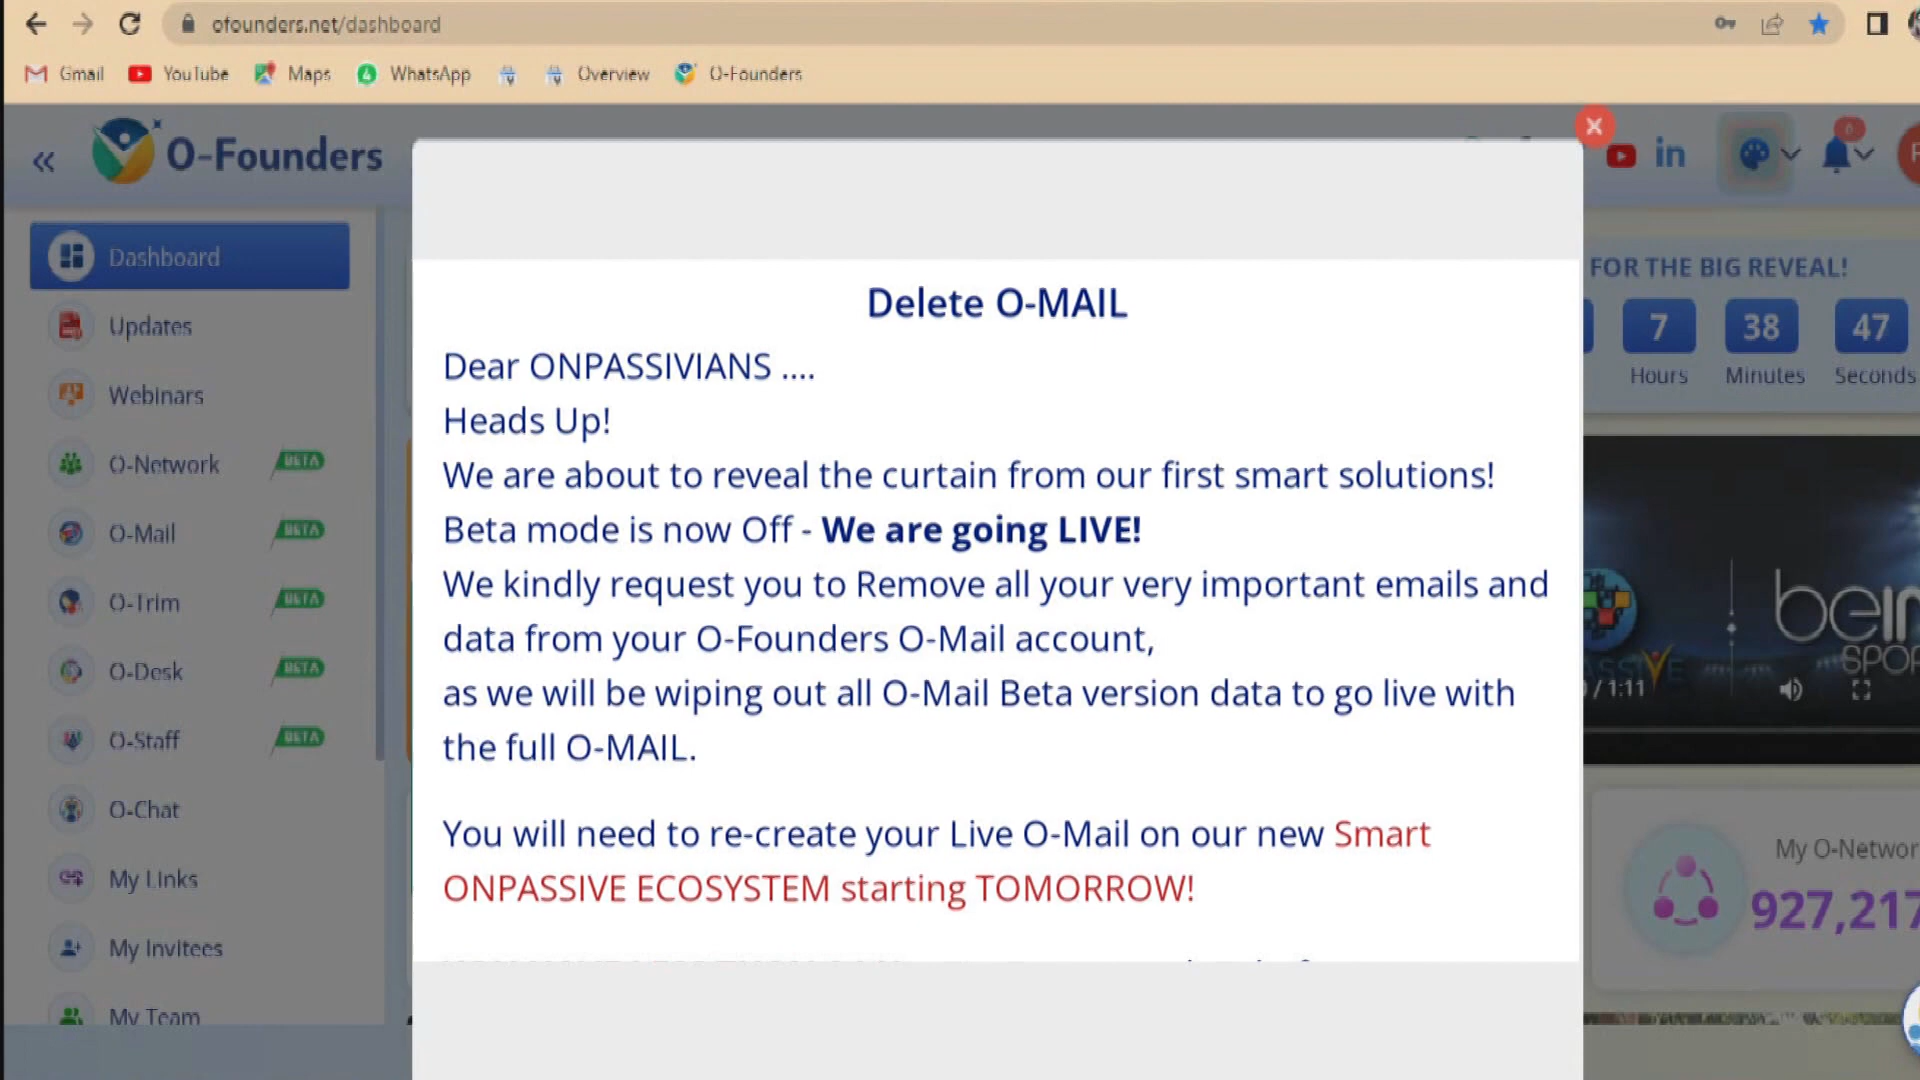 ofounders.net/dashboard
Gmail
YouTube
Maps
WhatsApp
Overview
O-Founders
O-Founders
in
0
Dashboard
Updates
Webinars
O-Network BETA
O-Mail BETA
O-Trim BETA
O-Desk BETA
O-Staff BETA
O-Chat
My Links
My Invitees
My Team
Delete O-MAIL
Dear ONPASSIVIANS ....
Heads Up!
We are about to reveal the curtain from our first smart solutions!
Beta mode is now Off - We are going LIVE!
We kindly request you to Remove all your very important emails and
data from your O-Founders O-Mail account,
as we will be wiping out all O-Mail Beta version data to go live with
the full O-MAIL.
You will need to re-create your Live O-Mail on our new Smart
ONPASSIVE ECOSYSTEM starting TOMORROW!
FOR THE BIG REVEAL!
7 38 47
Hours Minutes Seconds
beIN
SPOR
/ 1:11
My O-Networ
927,217